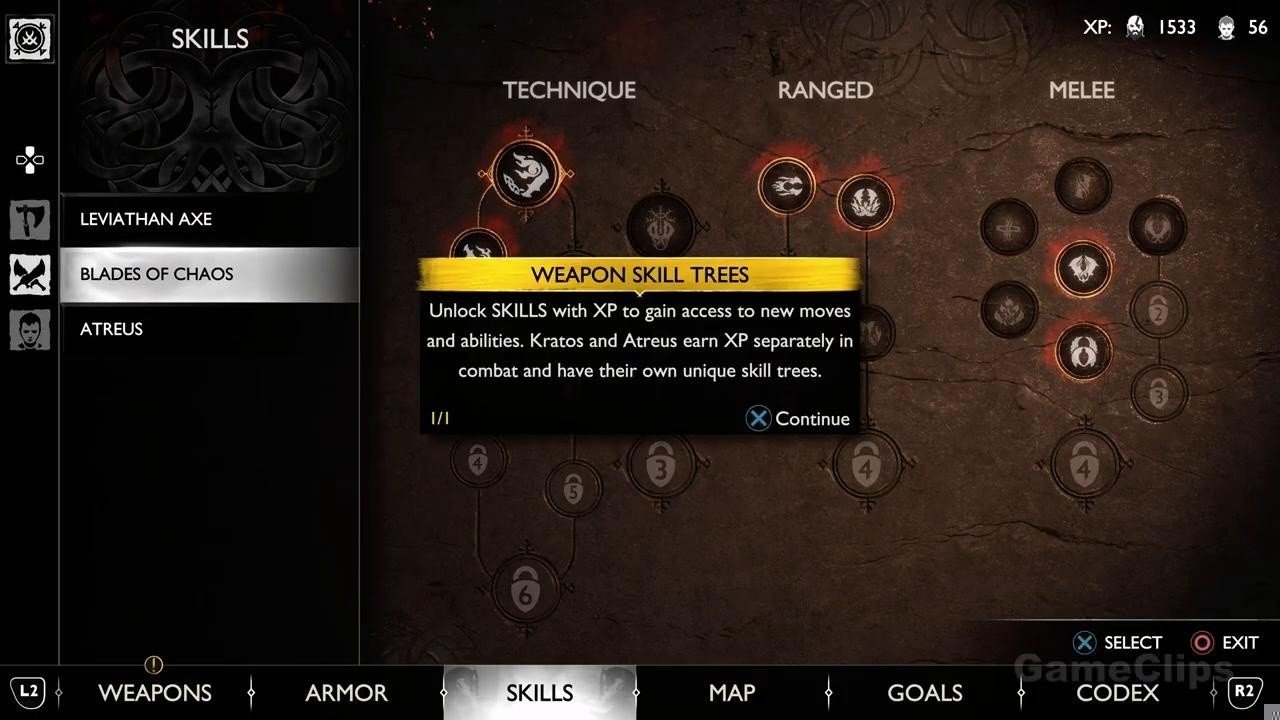 SKILLS
XP: 1533 56
TECHNIQUE
RANGED
MELEE
LEVIATHAN AXE
BLADES OF CHAOS
ATREUS
WEAPON SKILL TREES
Unlock SKILLS with XP to gain access to new moves
and abilities. Kratos and Atreus earn XP separately in
combat and have their own unique skill trees.
1/1
Continue
2
3
4
5
3
4
4
6
SELECT
EXIT
GameClips
L2
WEAPONS
ARMOR
SKILLS
MAP
GOALS
CODEX
R2